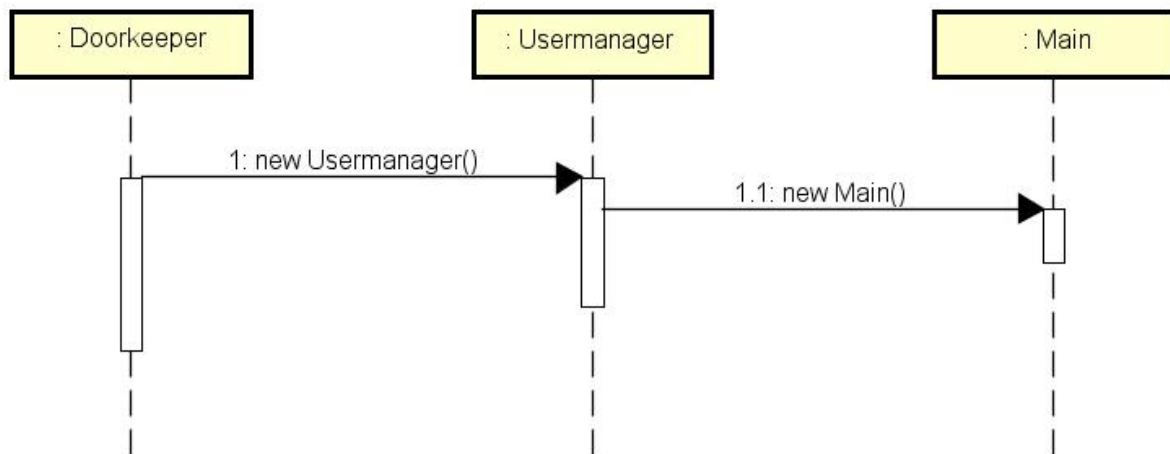 : Doorkeeper
: Usermanager
: Main
1: new Usermanager()
1.1: new Main()